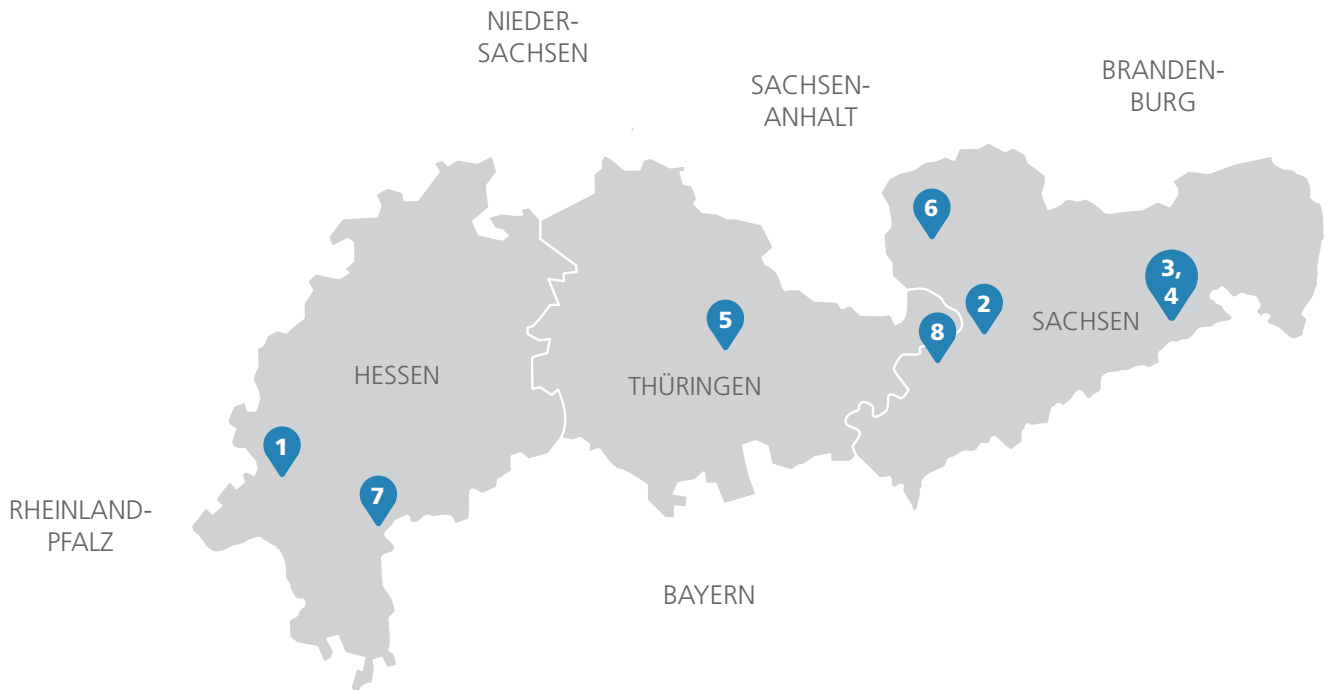 NIEDER-
SACHSEN
SACHSEN-
ANHALT
BRANDEN-
BURG
6
3,
4
2
5
8
SACHSEN
HESSEN
THÜRINGEN
1
7
RHEINLAND-
PFALZ
BAYERN